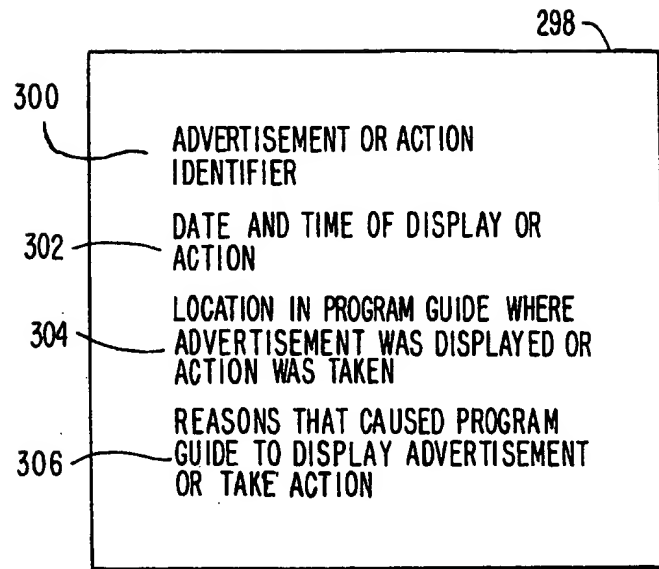 298
300
ADVERTISEMENT OR ACTION
IDENTIFIER
302
DATE AND TIME OF DISPLAY OR
ACTION
304
LOCATION IN PROGRAM GUIDE WHERE
ADVERTISEMENT WAS DISPLAYED OR
ACTION WAS TAKEN
306
REASONS THAT CAUSED PROGRAM
GUIDE TO DISPLAY ADVERTISEMENT
OR TAKE ACTION